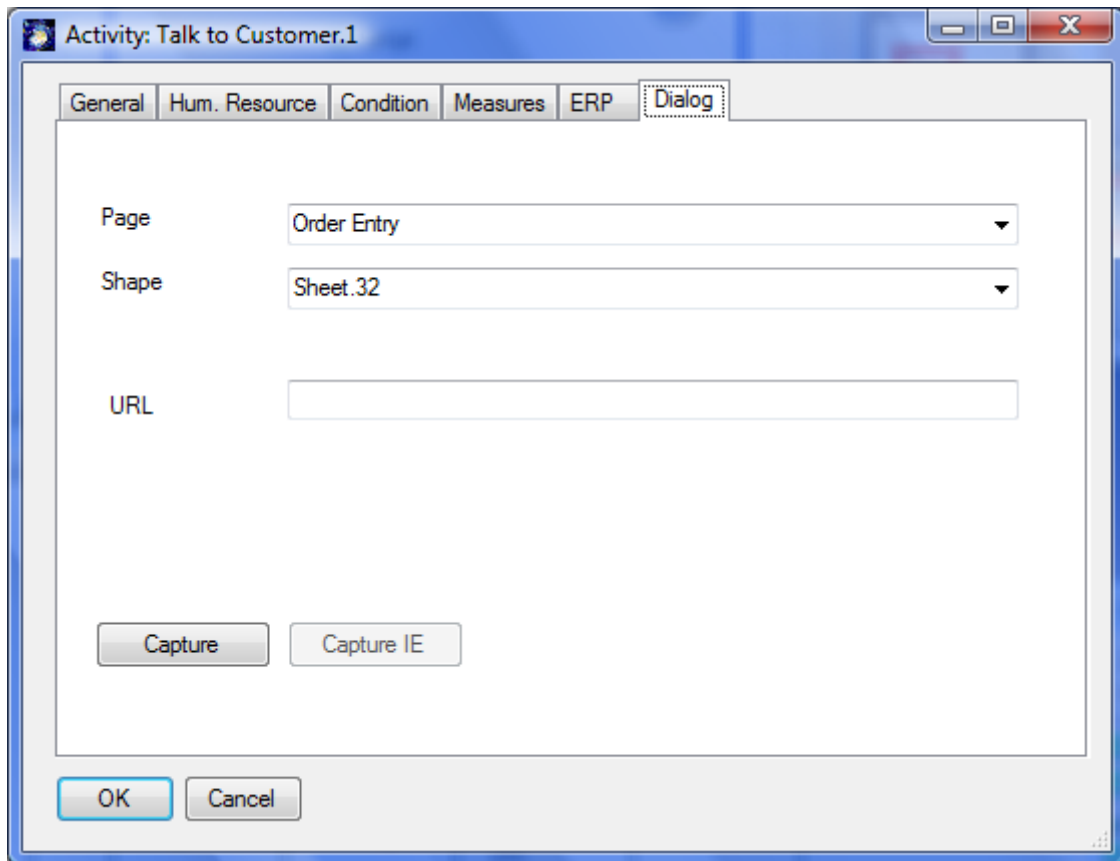 Activity: Talk to Customer.1
General Hum. Resource Condition Measures ERP Dialog
Page Order Entry
Shape Sheet.32
URL
Capture Capture IE
OK Cancel